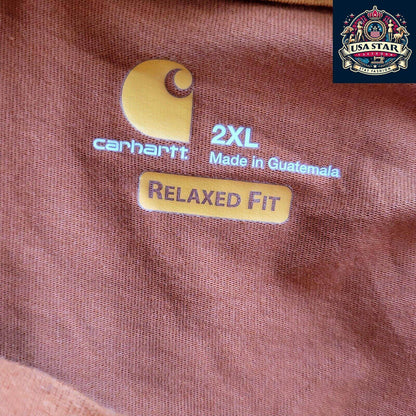 USA STAR
carhartt
2XL
Made in Guatemala
RELAXED FIT